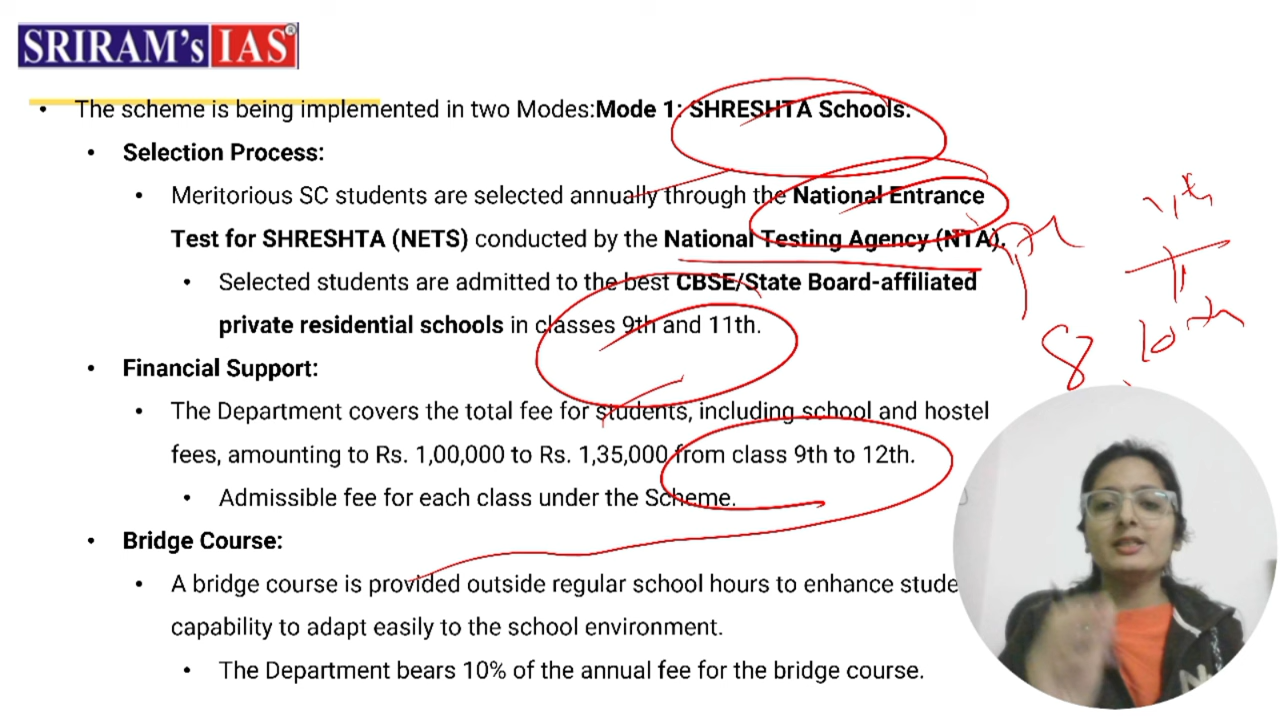 SRIRAM's IAS®
• The scheme is being implemented in two Modes:Mode 1: SHRESHTA Schools.
• Selection Process:
• Meritorious SC students are selected annually through the National Entrance
Test for SHRESHTA (NETS) conducted by the National Testing Agency (NTA).
• Selected students are admitted to the best CBSE/State Board-affiliated
private residential schools in classes 9th and 11th.
• Financial Support:
• The Department covers the total fee for students, including school and hostel
fees, amounting to Rs. 1,00,000 to Rs. 1,35,000 from class 9th to 12th.
• Admissible fee for each class under the Scheme.
• Bridge Course:
• A bridge course is provided outside regular school hours to enhance stude
capability to adapt easily to the school environment.
• The Department bears 10% of the annual fee for the bridge course.
8 10th